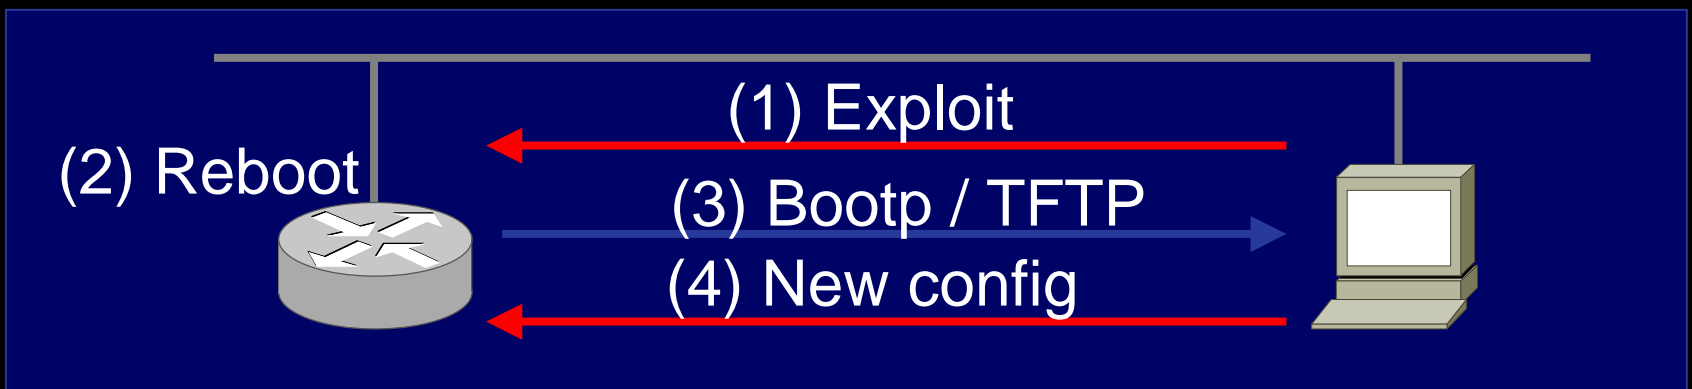 (1) Exploit
(2) Reboot
(3) Bootp / TFTP
(4) New config